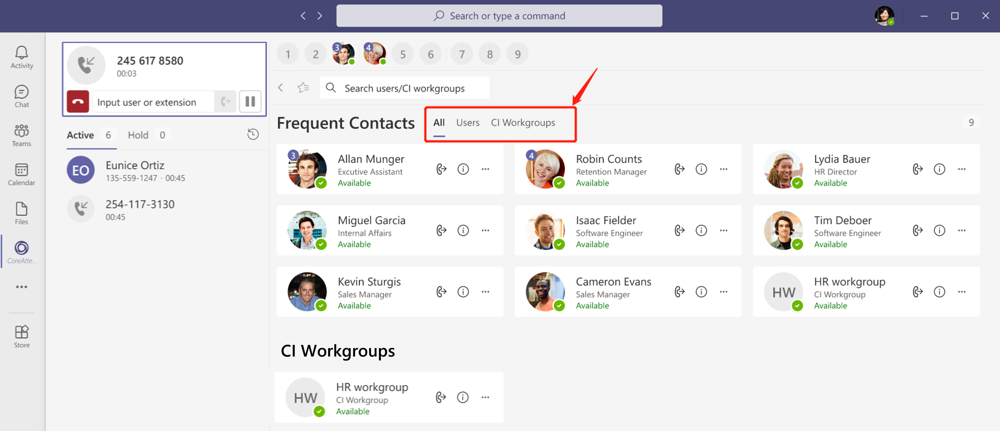 Search or type a command
Activity
Chat
Teams
Calendar
Files
CoreAtte...
Store
245 617 8580
00:03
Input user or extension
Active 6 Hold 0
EO
Eunice Ortiz
135-559-1247 · 00:45
254-117-3130
00:45
1 2 3 4 5 6 7 8 9
Search users/CI workgroups
Frequent Contacts All Users CI Workgroups 9
3
Allan Munger
Excutive Assistant
Available
4
Robin Counts
Retention Manager
Available
Lydia Bauer
HR Director
Available
Miguel Garcia
Internal Affairs
Available
Isaac Fielder
Software Engineer
Available
Tim Deboer
Software Engineer
Available
Kevin Sturgis
Sales Manager
Available
Cameron Evans
Sales Manager
Available
HW
HR workgroup
CI Workgroup
Available
CI Workgroups
HW
HR workgroup
CI Workgroup
Available